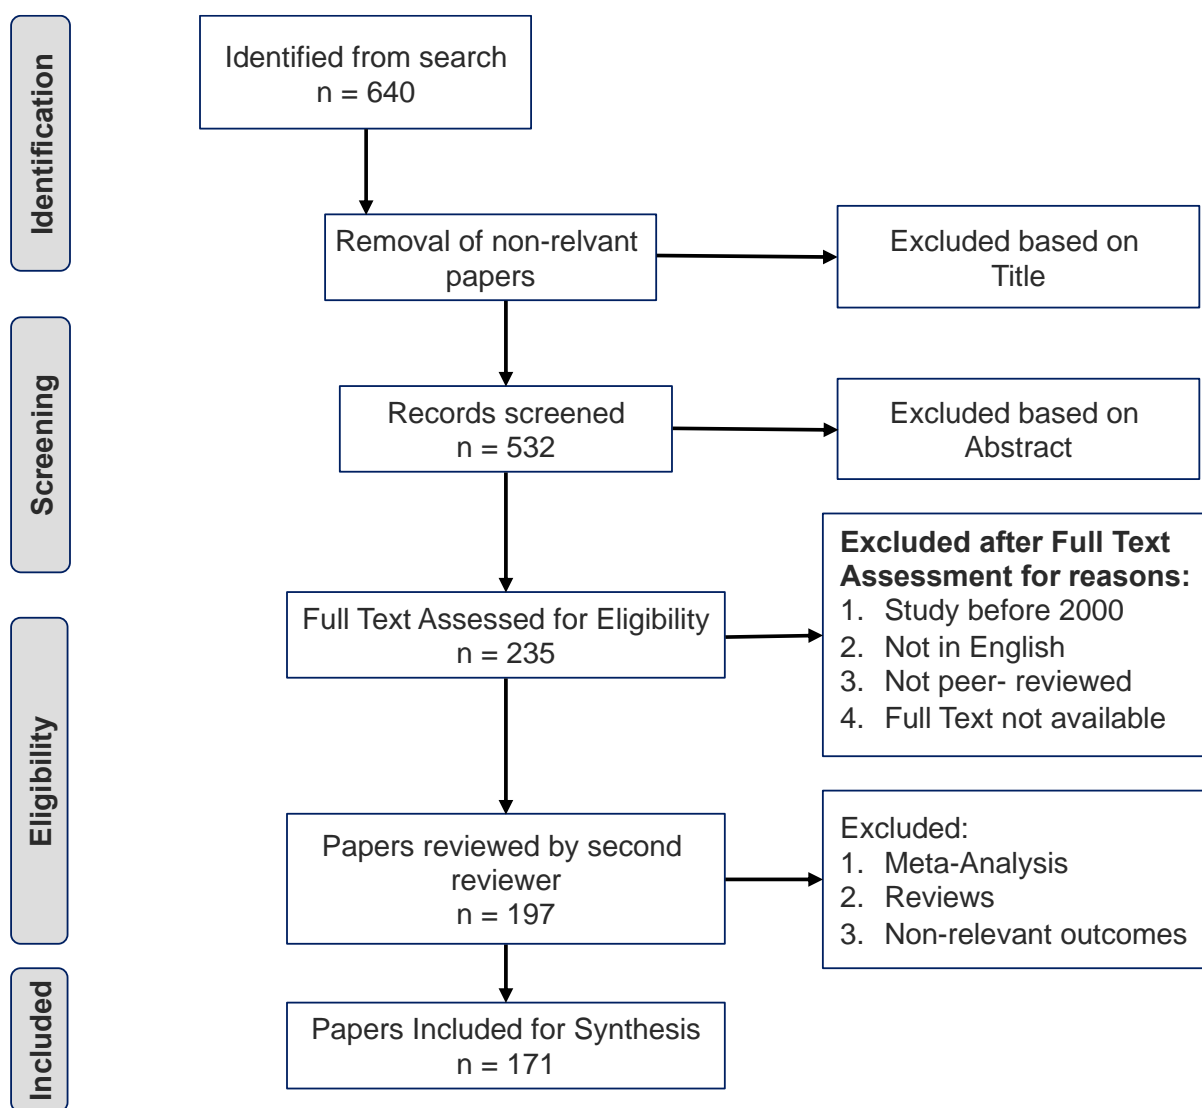 Identification
Identified from search
n = 640
Removal of non-relvant
papers
Excluded based on
Title
Screening
Records screened
n = 532
Excluded based on
Abstract
Eligibility
Full Text Assessed for Eligibility
n = 235
Excluded after Full Text
Assessment for reasons:
1. Study before 2000
2. Not in English
3. Not peer- reviewed
4. Full Text not available
Papers reviewed by second
reviewer
n = 197
Excluded:
1. Meta-Analysis
2. Reviews
3. Non-relevant outcomes
Included
Papers Included for Synthesis
n = 171